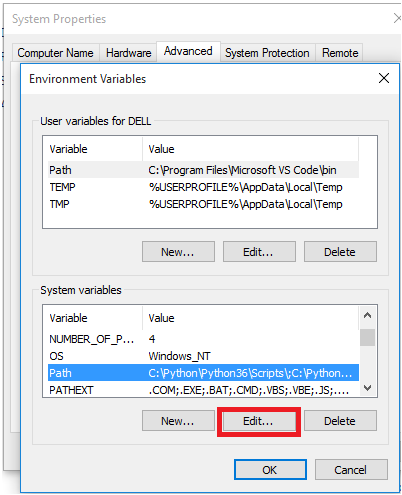 System Properties
Computer Name Hardware Advanced System Protection Remote
Environment Variables
User variables for DELL
Variable Value
Path C:\Program Files\Microsoft VS Code\bin
TEMP %USERPROFILE%\AppData\Local\Temp
TMP %USERPROFILE%\AppData\Local\Temp
New... Edit... Delete
System variables
Variable Value
NUMBER_OF_P... 4
OS Windows_NT
Path C:\Python\Python36\Scripts\;C:\Python...
PATHEXT .COM;.EXE;.BAT;.CMD;.VBS;.VBE;.JS;....
New... Edit... Delete
OK Cancel